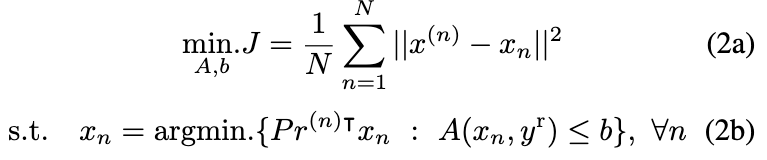 min.J = 1/N ∑_{n=1}^{N} ||x^{(n)} − x_n||^2 (2a)
A,b
s.t. x_n = argmin.{Pr^{(n)⊺}x_n : A(x_n, y^r) ≤ b}, ∀n (2b)